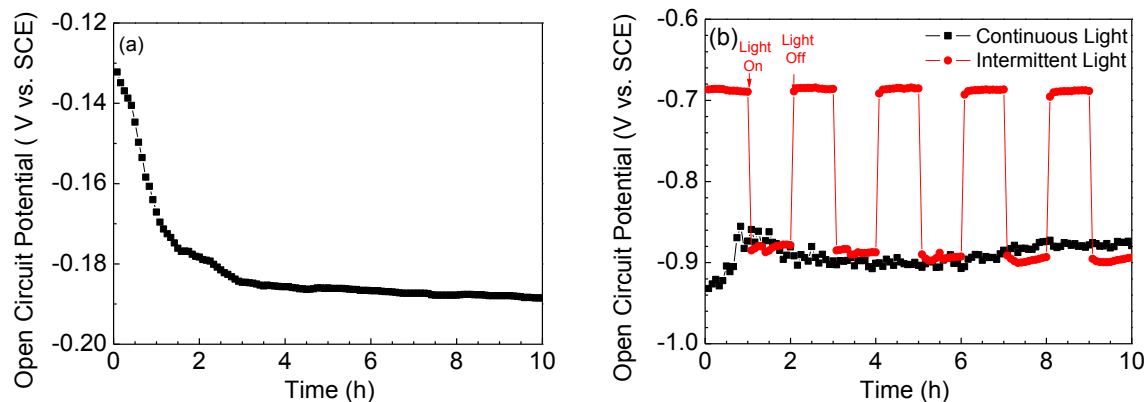 (a)
-0.12
-0.14
-0.16
-0.18
-0.20
Open Circuit Potential ( V vs. SCE)
0 2 4 6 8 10
Time (h)
(b)
Continuous Light
Intermittent Light
Light
On
Light
Off
-0.6
-0.7
-0.8
-0.9
-1.0
Open Circuit Potential (V vs. SCE)
0 2 4 6 8 10
Time (h)